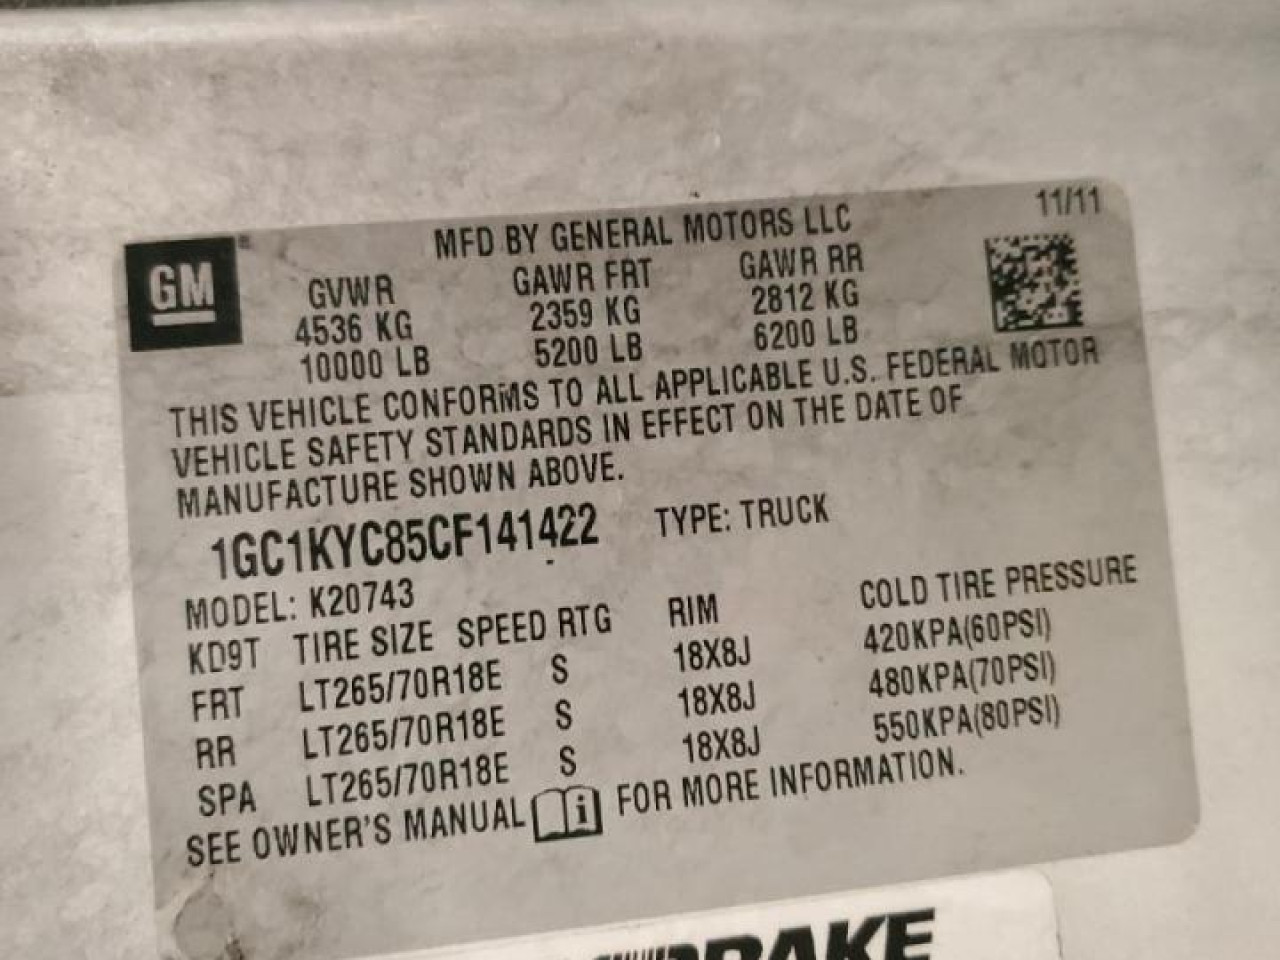 11/11
MFD BY GENERAL MOTORS LLC
GM
GVWR GAWR FRT GAWR RR
4536 KG 2359 KG 2812 KG
10000 LB 5200 LB 6200 LB
THIS VEHICLE CONFORMS TO ALL APPLICABLE U.S. FEDERAL MOTOR
VEHICLE SAFETY STANDARDS IN EFFECT ON THE DATE OF
MANUFACTURE SHOWN ABOVE.
1GC1KYC85CF141422 TYPE: TRUCK
MODEL: K20743
KD9T TIRE SIZE SPEED RTG RIM COLD TIRE PRESSURE
FRT LT265/70R18E S 18X8J 420KPA(60PSI)
RR LT265/70R18E S 18X8J 480KPA(70PSI)
SPA LT265/70R18E S 18X8J 550KPA(80PSI)
SEE OWNER'S MANUAL i FOR MORE INFORMATION.